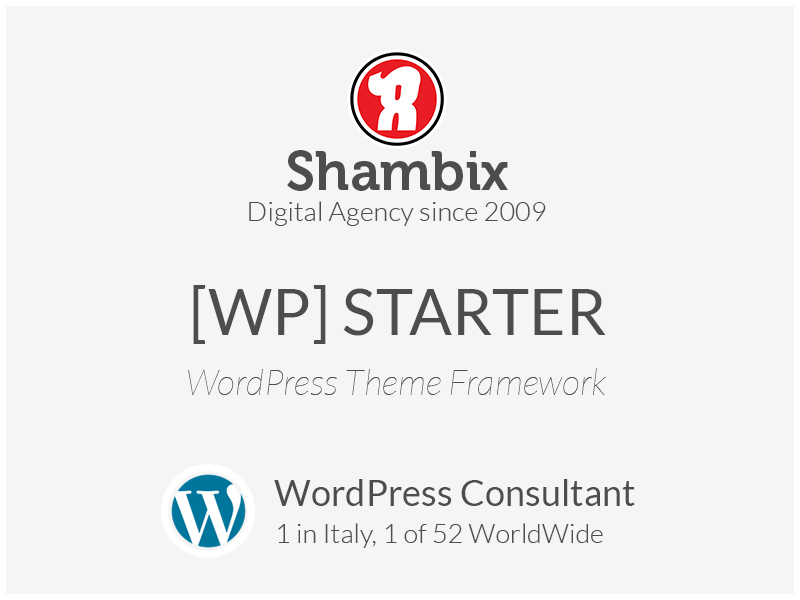 Shambix
Digital Agency since 2009
[WP] STARTER
WordPress Theme Framework
WordPress Consultant
1 in Italy, 1 of 52 WorldWide